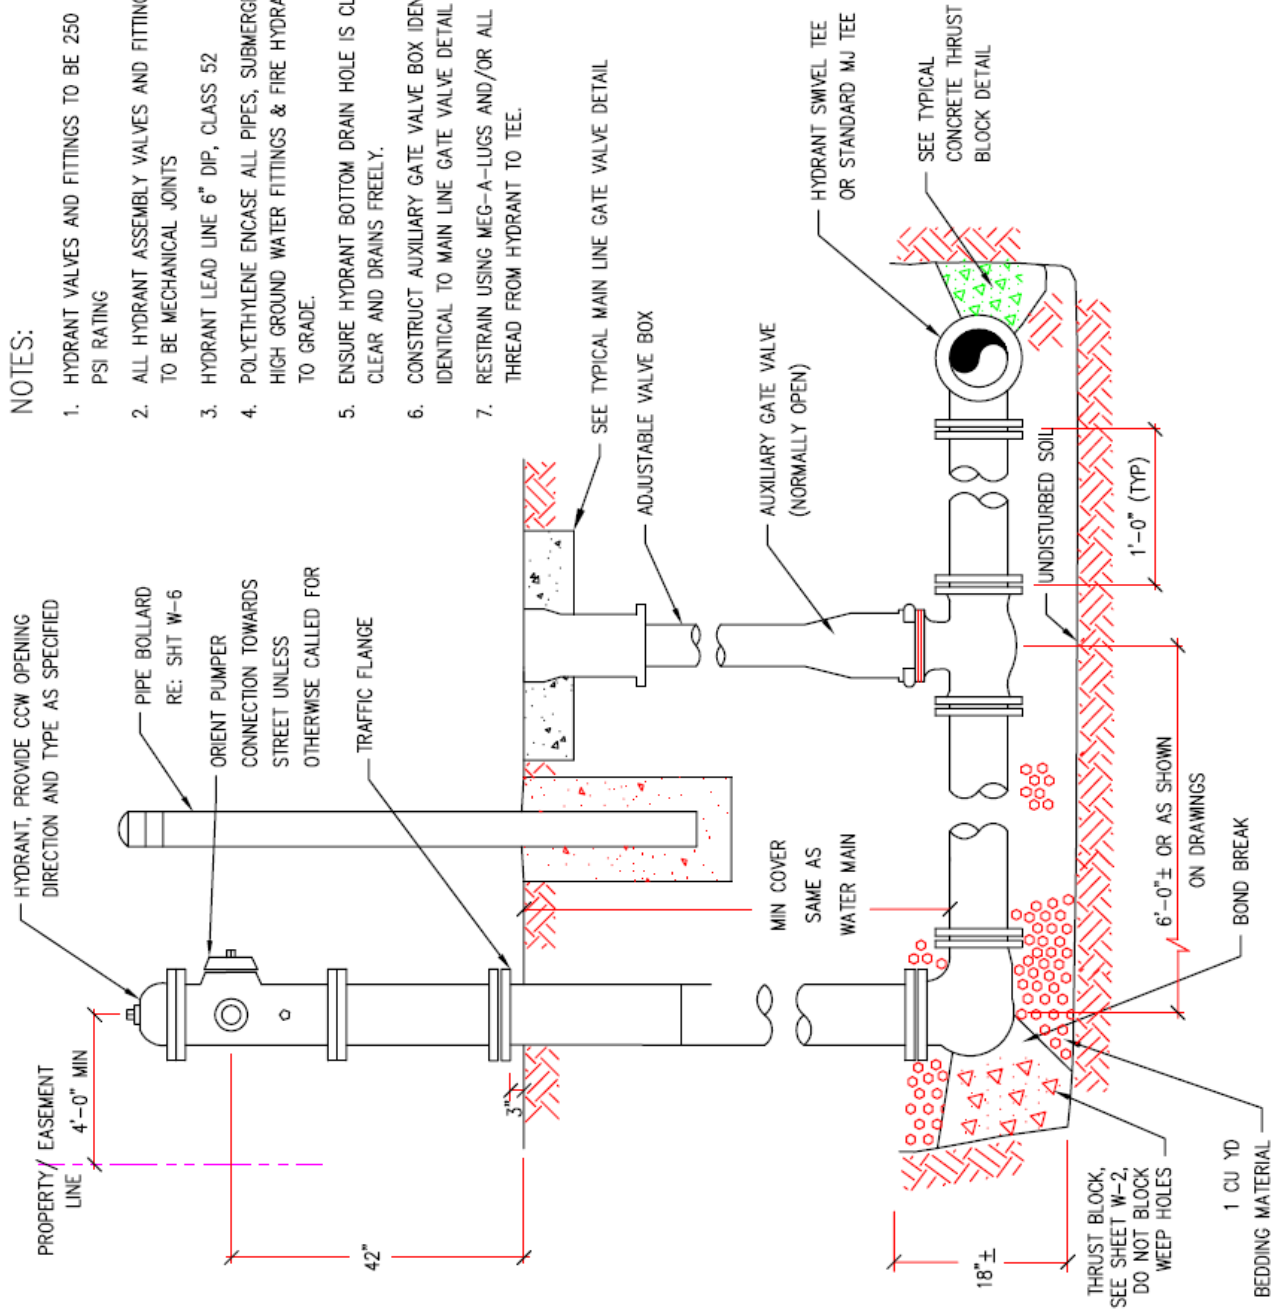 NOTES:
1. HYDRANT VALVES AND FITTINGS TO BE 250
PSI RATING
2. ALL HYDRANT ASSEMBLY VALVES AND FITTING
TO BE MECHANICAL JOINTS
3. HYDRANT LEAD LINE 6" DIP, CLASS 52
4. POLYETHYLENE ENCASE ALL PIPES, SUBMERG
HIGH GROUND WATER FITTINGS & FIRE HYDRA
TO GRADE.
5. ENSURE HYDRANT BOTTOM DRAIN HOLE IS CL
CLEAR AND DRAINS FREELY.
6. CONSTRUCT AUXILIARY GATE VALVE BOX IDEN
IDENTICAL TO MAIN LINE GATE VALVE DETAIL
7. RESTRAIN USING MEG-A-LUGS AND/OR ALL
THREAD FROM HYDRANT TO TEE.
HYDRANT, PROVIDE CCW OPENING
DIRECTION AND TYPE AS SPECIFIED
PIPE BOLLARD
RE: SHT W-6
ORIENT PUMPER
CONNECTION TOWARDS
STREET UNLESS
OTHERWISE CALLED FOR
TRAFFIC FLANGE
PROPERTY/ EASEMENT
LINE
4'-0" MIN
42"
3"
SEE TYPICAL MAIN LINE GATE VALVE DETAIL
ADJUSTABLE VALVE BOX
AUXILIARY GATE VALVE
(NORMALLY OPEN)
HYDRANT SWIVEL TEE
OR STANDARD MJ TEE
SEE TYPICAL
CONCRETE THRUST
BLOCK DETAIL
MIN COVER
SAME AS
WATER MAIN
UNDISTURBED SOIL
1'-0" (TYP)
6'-0"± OR AS SHOWN
ON DRAWINGS
BOND BREAK
18"±
THRUST BLOCK,
SEE SHEET W-2,
DO NOT BLOCK
WEEP HOLES
1 CU YD
BEDDING MATERIAL